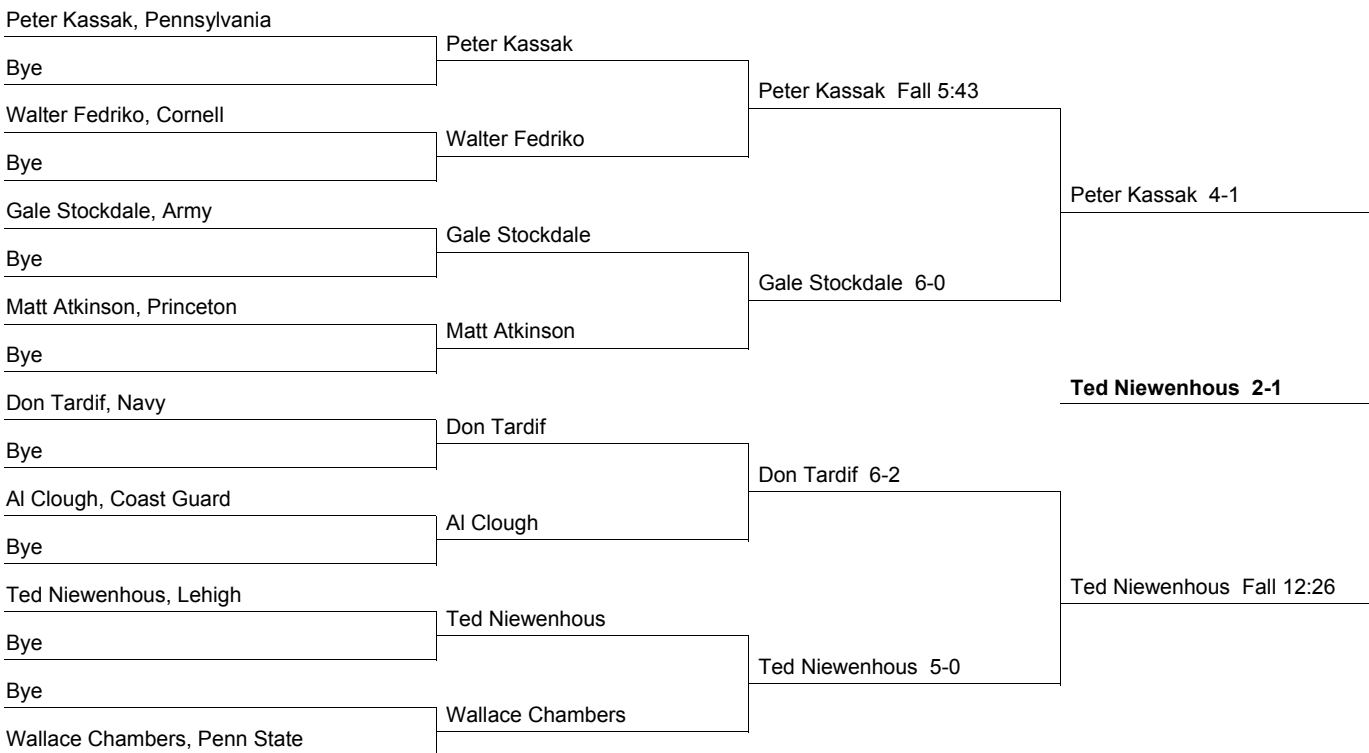 Peter Kassak, Pennsylvania
Bye
Walter Fedriko, Cornell
Bye
Gale Stockdale, Army
Bye
Matt Atkinson, Princeton
Bye
Don Tardif, Navy
Bye
Al Clough, Coast Guard
Bye
Ted Niewenhous, Lehigh
Bye
Bye
Wallace Chambers, Penn State
Peter Kassak
Walter Fedriko
Gale Stockdale
Matt Atkinson
Don Tardif
Al Clough
Ted Niewenhous
Wallace Chambers
Peter Kassak Fall 5:43
Gale Stockdale 6-0
Don Tardif 6-2
Ted Niewenhous 5-0
Peter Kassak 4-1
Ted Niewenhous 2-1
Ted Niewenhous Fall 12:26